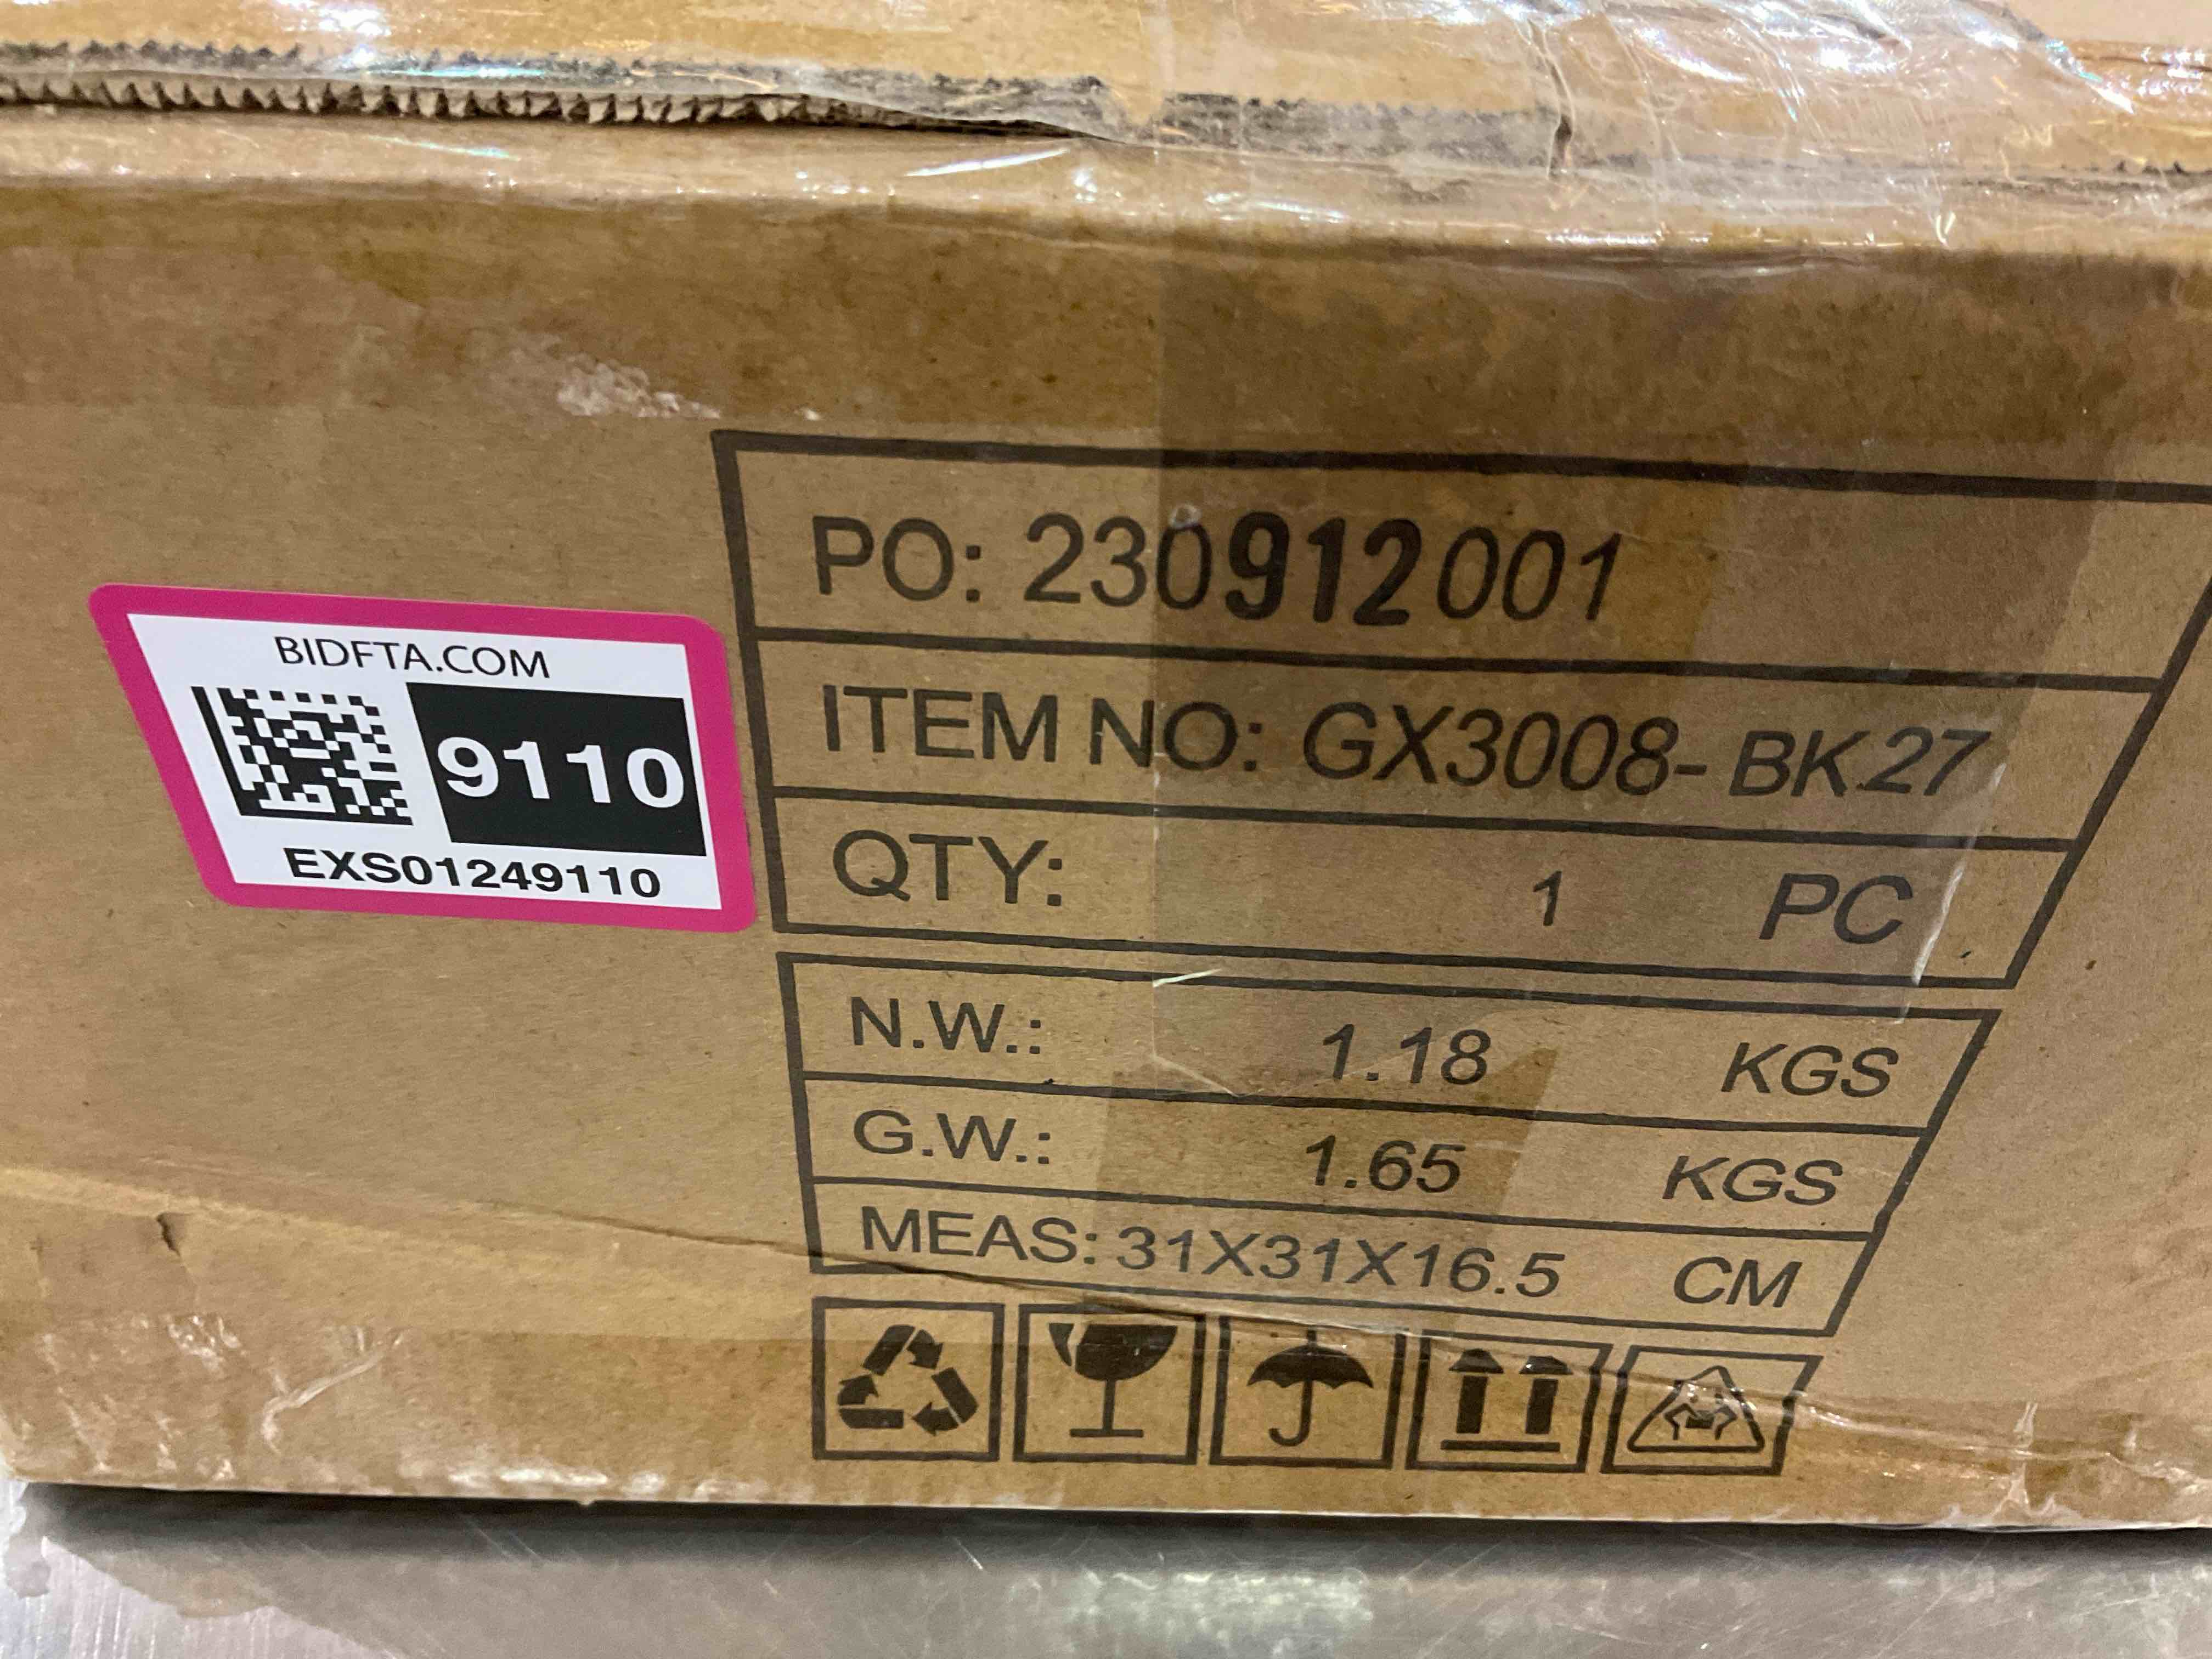 BIDFTA.COM
9110
EXS01249110
PO: 230912001
ITEM NO: GX3008-BK27
QTY: 1 PC
N.W.: 1.18 KGS
G.W.: 1.65 KGS
MEAS: 31X31X16.5 CM